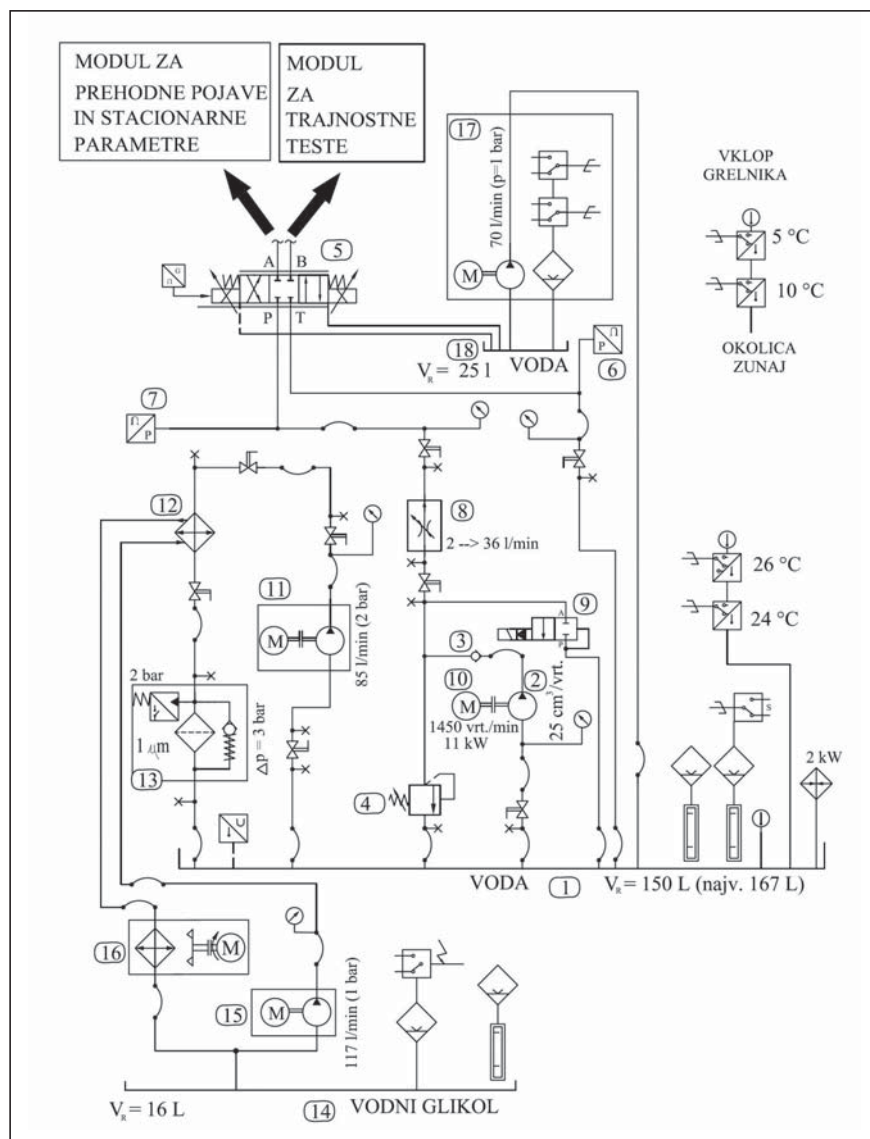 MODUL ZA
PREHODNE POJAVE
IN STACIONARNE
PARAMETRE
MODUL
ZA
TRAJNOSTNE
TESTE
17
70 l/min (p=1 bar)
M
VKLOP
GRELNIKA
5 °C
10 °C
OKOLICA
ZUNAJ
5
A B
P T
18
VODA
V_R = 25 l
6
P
7
P
12
8
2 --> 36 l/min
11
M
85 l/min (2 bar)
9
A
P
3
10
2
M
1450 vrt./min
11 kW
25 cm³/vrt.
26 °C
24 °C
S
2 kW
2 bar
1 μm
Δp = 3 bar
13
4
VODA
1
V_R = 150 L (najv. 167 L)
16
M
15
M
117 l/min (1 bar)
V_R = 16 L
14
VODNI GLIKOL